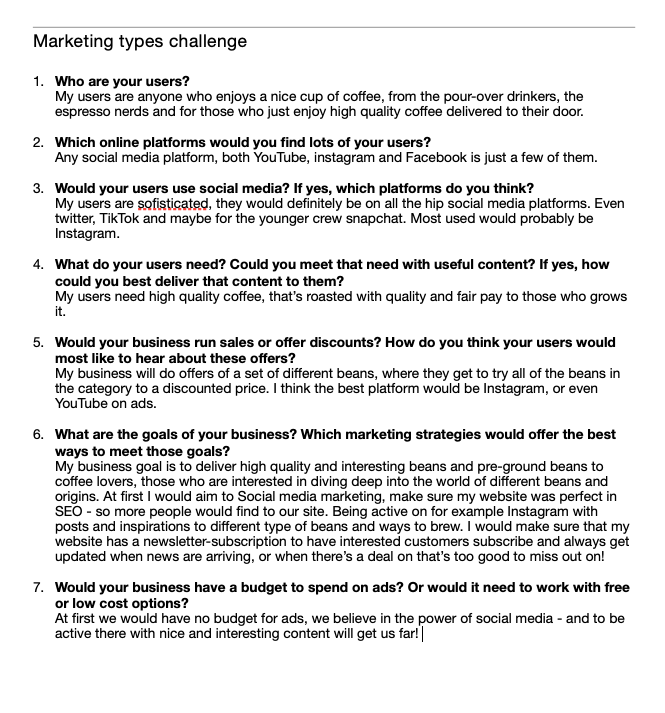 Marketing types challenge
1. Who are your users?
My users are anyone who enjoys a nice cup of coffee, from the pour-over drinkers, the
espresso nerds and for those who just enjoy high quality coffee delivered to their door.
2. Which online platforms would you find lots of your users?
Any social media platform, both YouTube, instagram and Facebook is just a few of them.
3. Would your users use social media? If yes, which platforms do you think?
My users are sofisticated, they would definitely be on all the hip social media platforms. Even
twitter, TikTok and maybe for the younger crew snapchat. Most used would probably be
Instagram.
4. What do your users need? Could you meet that need with useful content? If yes, how
could you best deliver that content to them?
My users need high quality coffee, that’s roasted with quality and fair pay to those who grows
it.
5. Would your business run sales or offer discounts? How do you think your users would
most like to hear about these offers?
My business will do offers of a set of different beans, where they get to try all of the beans in
the category to a discounted price. I think the best platform would be Instagram, or even
YouTube on ads.
6. What are the goals of your business? Which marketing strategies would offer the best
ways to meet those goals?
My business goal is to deliver high quality and interesting beans and pre-ground beans to
coffee lovers, those who are interested in diving deep into the world of different beans and
origins. At first I would aim to Social media marketing, make sure my website was perfect in
SEO - so more people would find to our site. Being active on for example Instagram with
posts and inspirations to different type of beans and ways to brew. I would make sure that my
website has a newsletter-subscription to have interested customers subscribe and always get
updated when news are arriving, or when there’s a deal on that’s too good to miss out on!
7. Would your business have a budget to spend on ads? Or would it need to work with free
or low cost options?
At first we would have no budget for ads, we believe in the power of social media - and to be
active there with nice and interesting content will get us far!